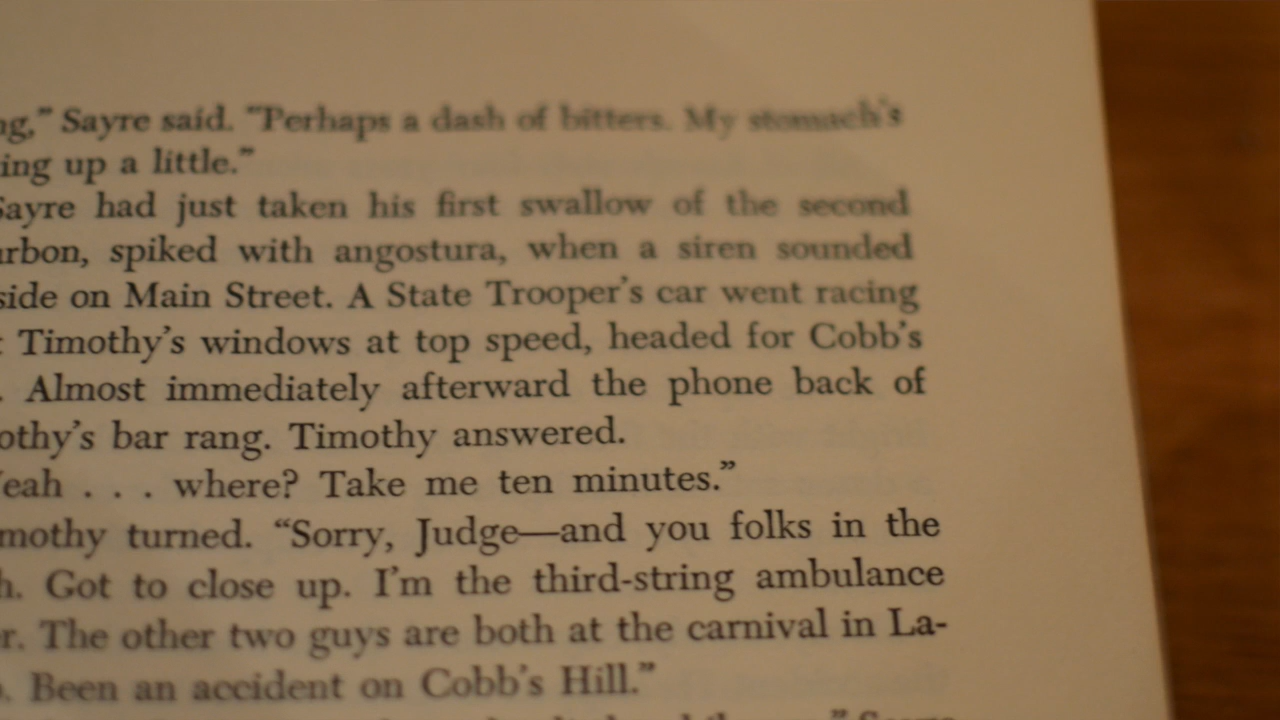 ng,” Sayre said. “Perhaps a dash of bitters. My stomach’s
ing up a little.”
Sayre had just taken his first swallow of the second
rbon, spiked with angostura, when a siren sounded
side on Main Street. A State Trooper’s car went racing
Timothy’s windows at top speed, headed for Cobb’s
. Almost immediately afterward the phone back of
othy’s bar rang. Timothy answered.
Yeah . . . where? Take me ten minutes.”
mothy turned. “Sorry, Judge—and you folks in the
h. Got to close up. I’m the third-string ambulance
r. The other two guys are both at the carnival in La-
. Been an accident on Cobb’s Hill.”